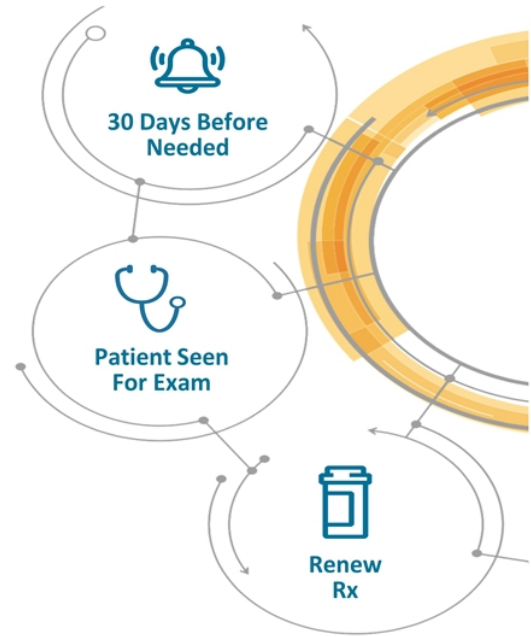 30 Days Before
Needed
Patient Seen
For Exam
Renew
Rx